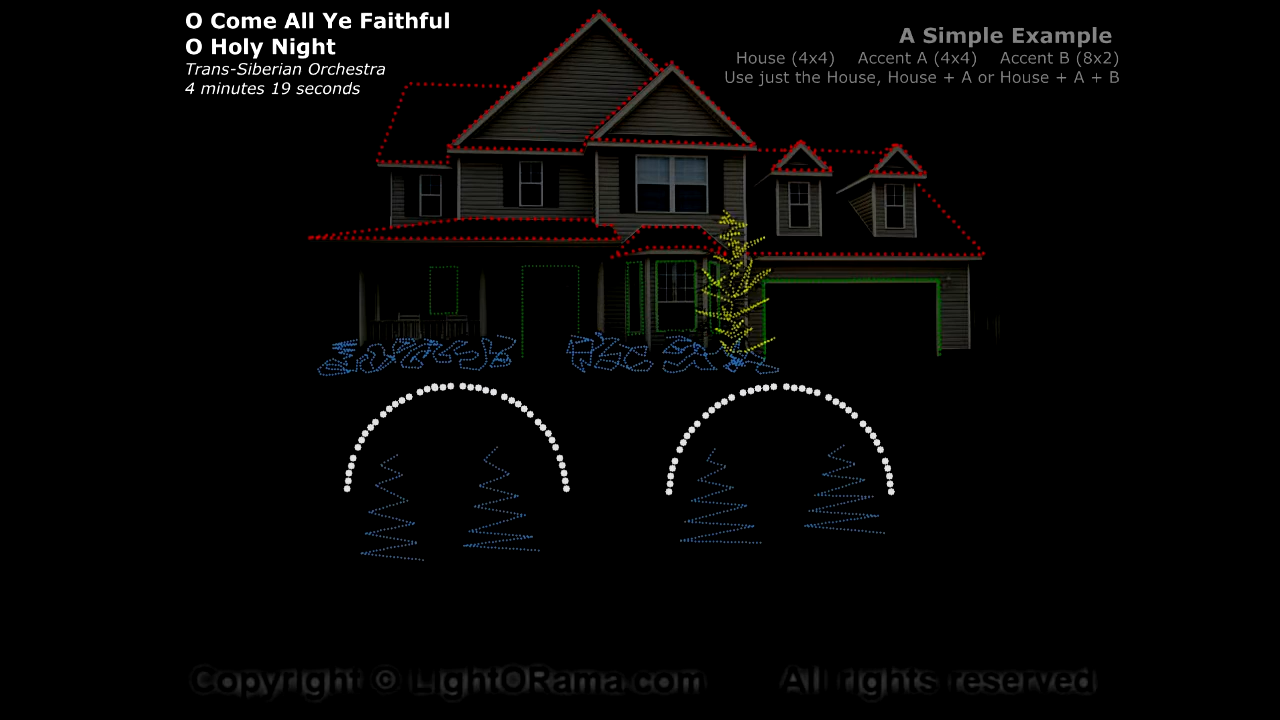 O Come All Ye Faithful
O Holy Night
Trans-Siberian Orchestra
4 minutes 19 seconds
A Simple Example
House (4x4) Accent A (4x4) Accent B (8x2)
Use just the House, House + A or House + A + B
Copyright © LightORama.com All rights reserved